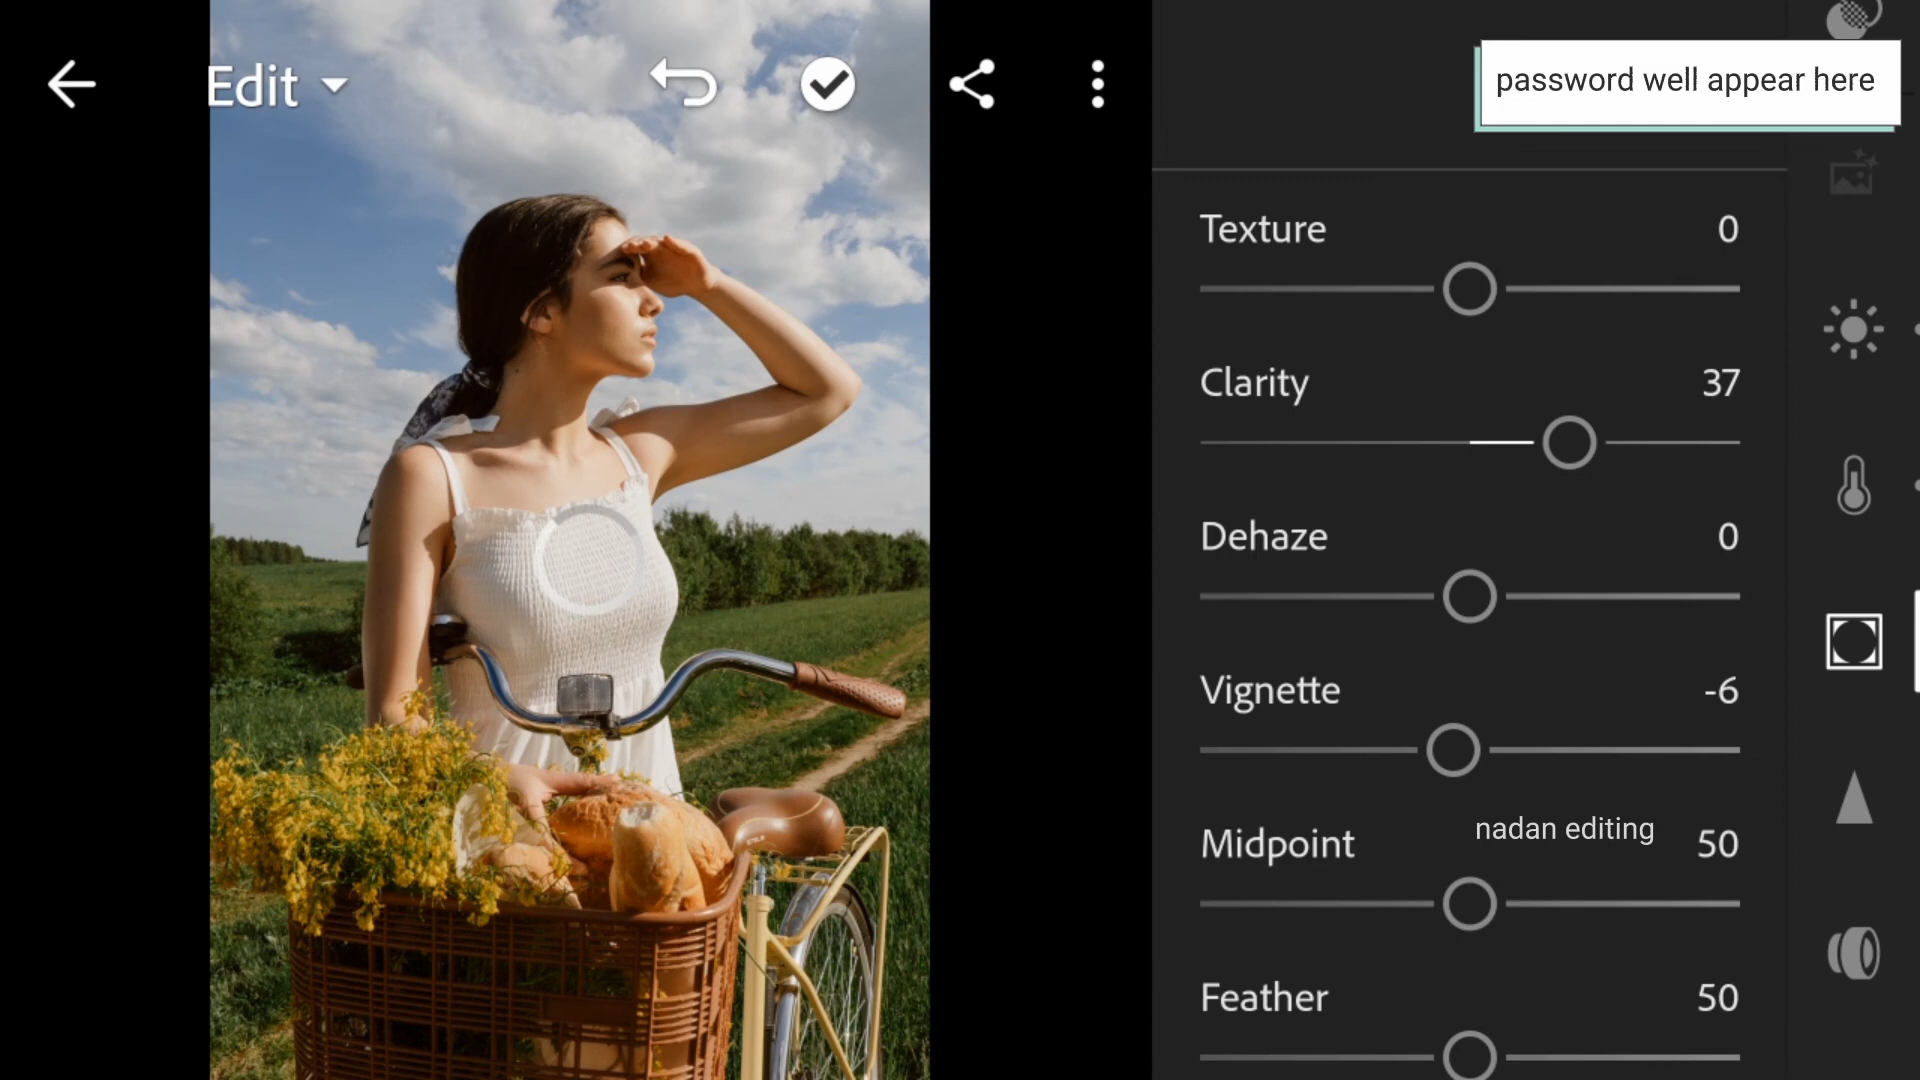 Edit
password well appear here
Texture 0
Clarity 37
Dehaze 0
Vignette -6
nadan editing
Midpoint 50
Feather 50